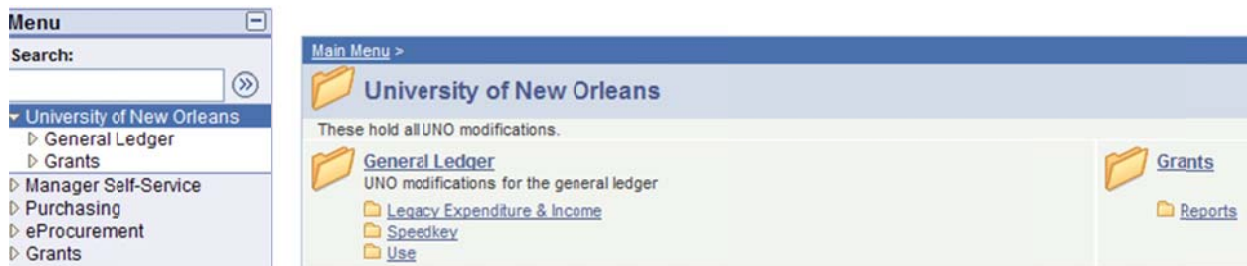 Menu
Search:
University of New Orleans
General Ledger
Grants
Manager Self-Service
Purchasing
eProcurement
Grants
Main Menu >
University of New Orleans
These hold all UNO modifications.
General Ledger
UNO modifications for the general ledger
Legacy Expenditure & Income
Speedkey
Use
Grants
Reports